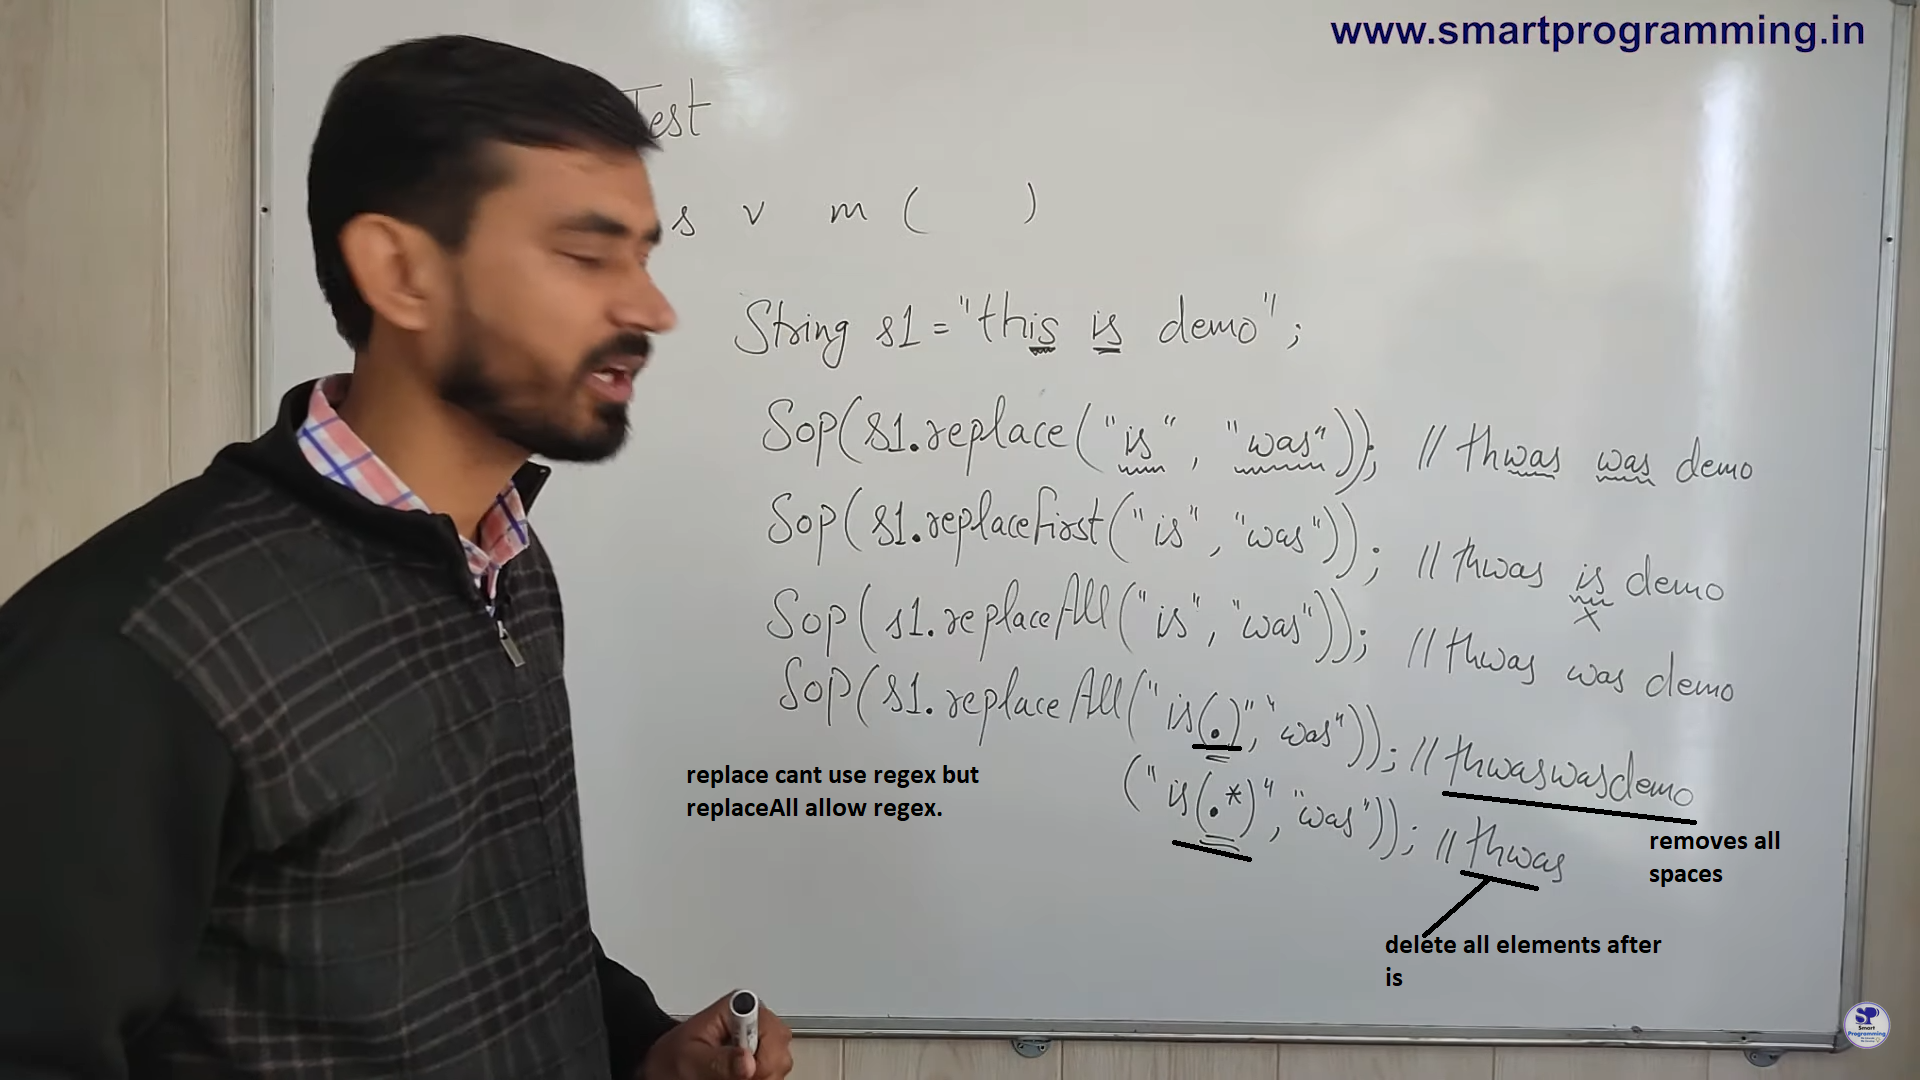 www.smartprogramming.in
Test
s v m ( )
String s1 = "this is demo";
Sop(s1.replace("is", "was")); // thwas was demo
Sop(s1.replacefirst("is", "was")); // thwas is demo
x
Sop(s1.replaceAll("is", "was")); // thwas was demo
Sop(s1.replaceAll("is(.)", "was")); // thwaswasdemo
("is(.*)", "was")); // thwas
replace cant use regex but
replaceAll allow regex.
removes all
spaces
delete all elements after
is
SP
Smart
Programming